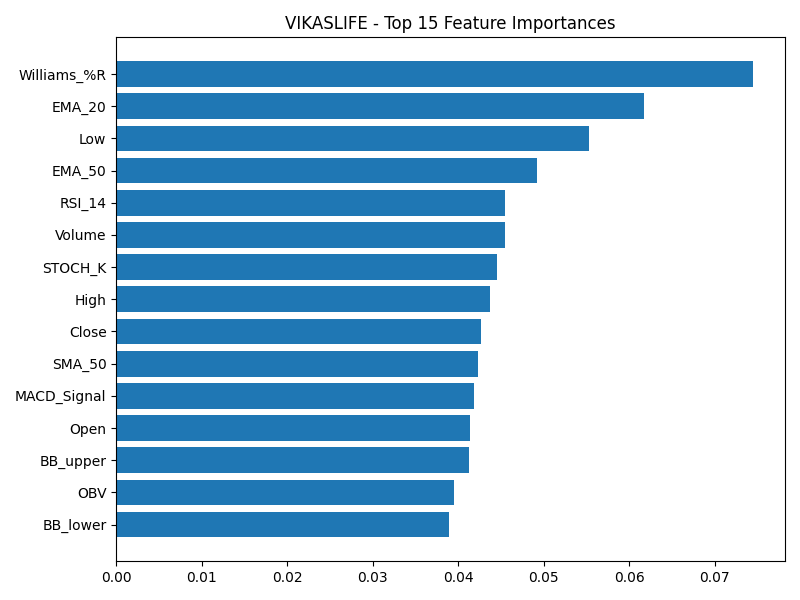 VIKASLIFE - Top 15 Feature Importances
Williams_%R
EMA_20
Low
EMA_50
RSI_14
Volume
STOCH_K
High
Close
SMA_50
MACD_Signal
Open
BB_upper
OBV
BB_lower
0.00 0.01 0.02 0.03 0.04 0.05 0.06 0.07